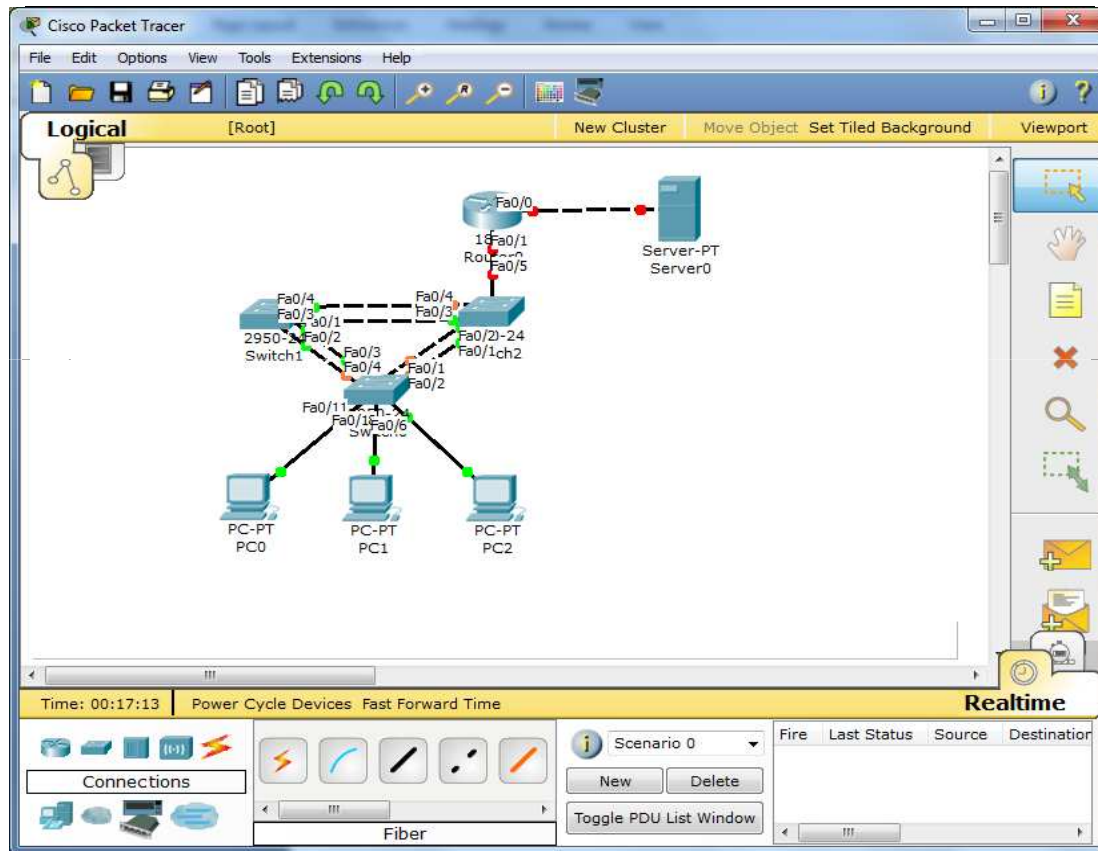 Cisco Packet Tracer
File Edit Options View Tools Extensions Help
Logical [Root] New Cluster Move Object Set Tiled Background Viewport
Fa0/0
Fa0/1
Fa0/5
Server-PT
Server0
Fa0/4
Fa0/3
Fa0/4
Fa0/3
Fa0/2
2950-24
Switch1
Fa0/2
Fa0/1
Fa0/3
Fa0/4
Fa0/1
Fa0/2
Fa0/11
Fa0/6
PC-PT
PC0
PC-PT
PC1
PC-PT
PC2
Time: 00:17:13 Power Cycle Devices Fast Forward Time Realtime
Connections
Fiber
Scenario 0
New Delete
Toggle PDU List Window
Fire Last Status Source Destination